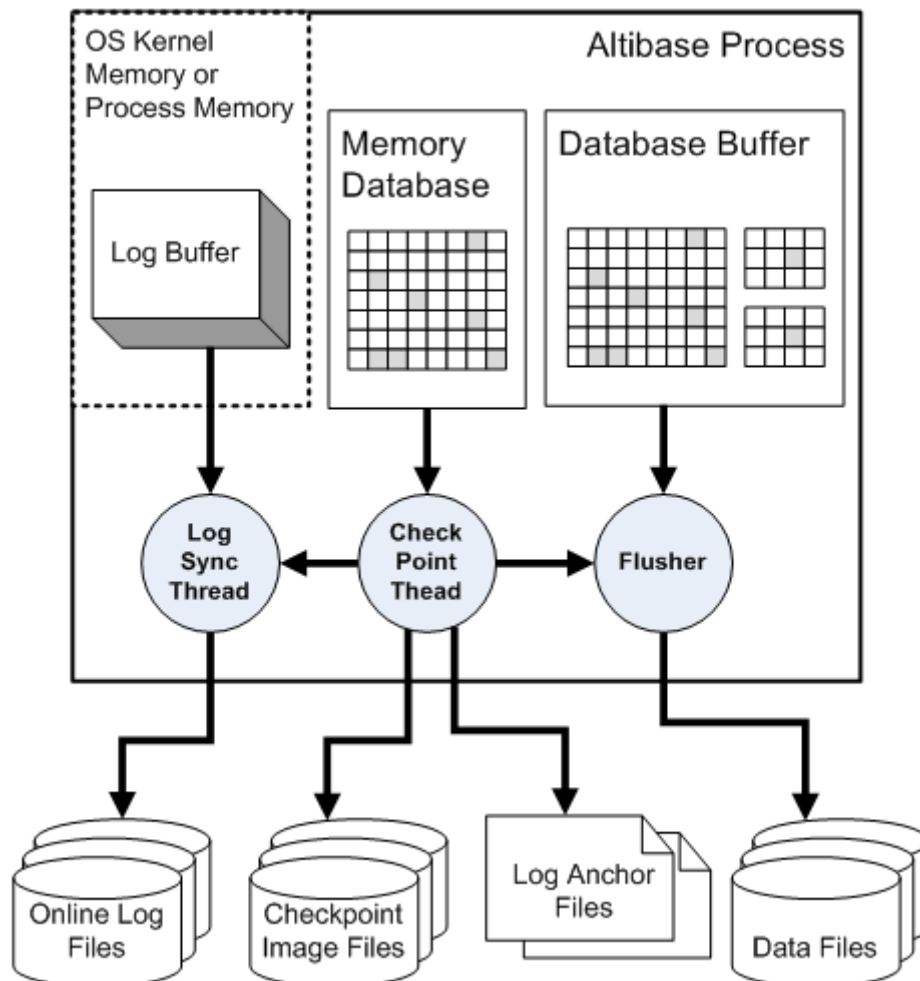 OS Kernel
Memory or
Process Memory
Altibase Process
Memory
Database
Database Buffer
Log Buffer
Log
Sync
Thread
Check
Point
Thead
Flusher
Online Log
Files
Checkpoint
Image Files
Log Anchor
Files
Data Files